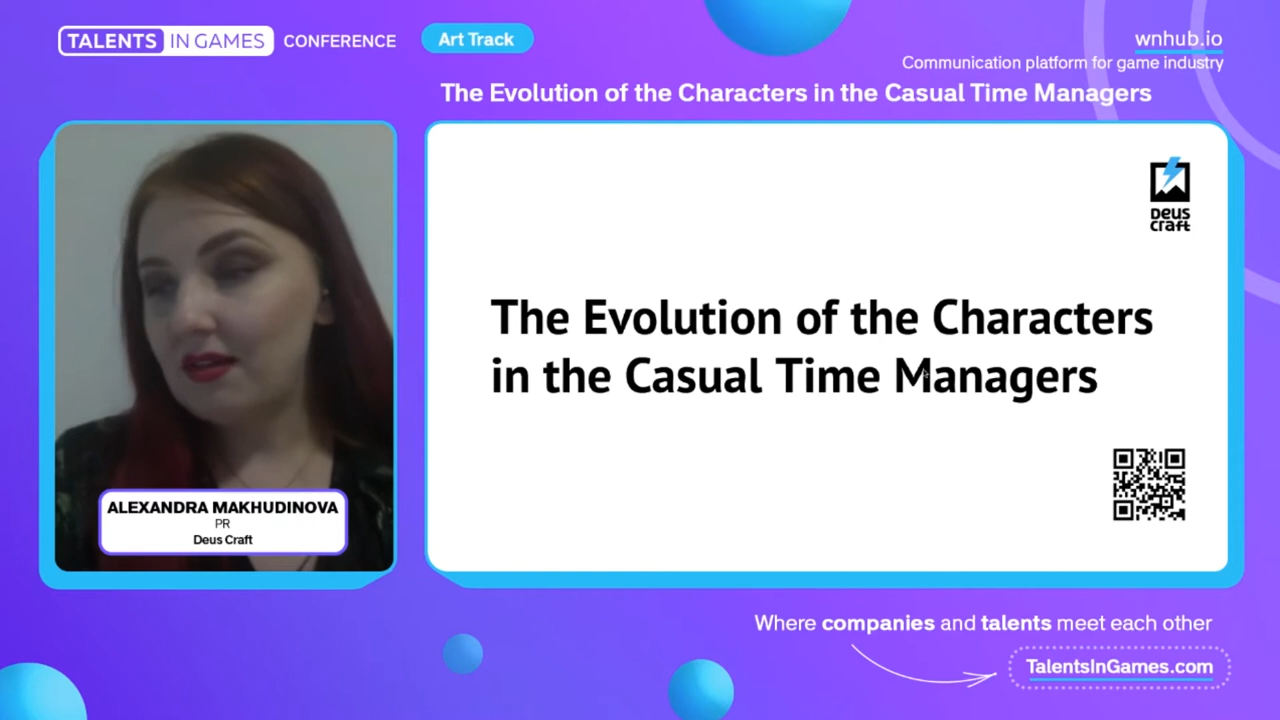 TALENTS IN GAMES CONFERENCE
Art Track
wnhub.io
Communication platform for game industry
The Evolution of the Characters in the Casual Time Managers
Deus
craft
The Evolution of the Characters
in the Casual Time Managers
ALEXANDRA MAKHUDINOVA
PR
Deus Craft
Where companies and talents meet each other
TalentsInGames.com